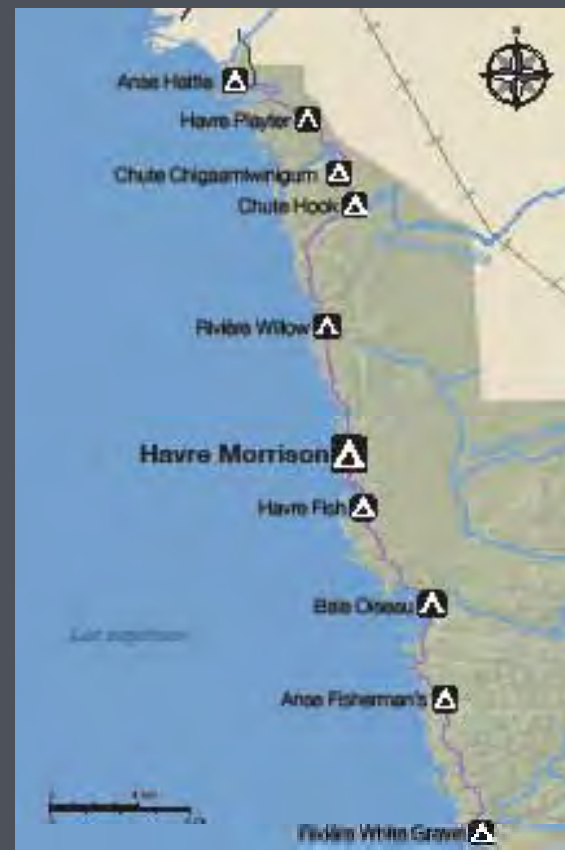 Anse Hattie
Havre Playter
Chute Chigaamiwinigum
Chute Hook
Rivière Willow
Havre Morrison
Havre Fish
Baie Oiseau
Lac supérieur
Anse Fisherman's
Rivière White Gravel